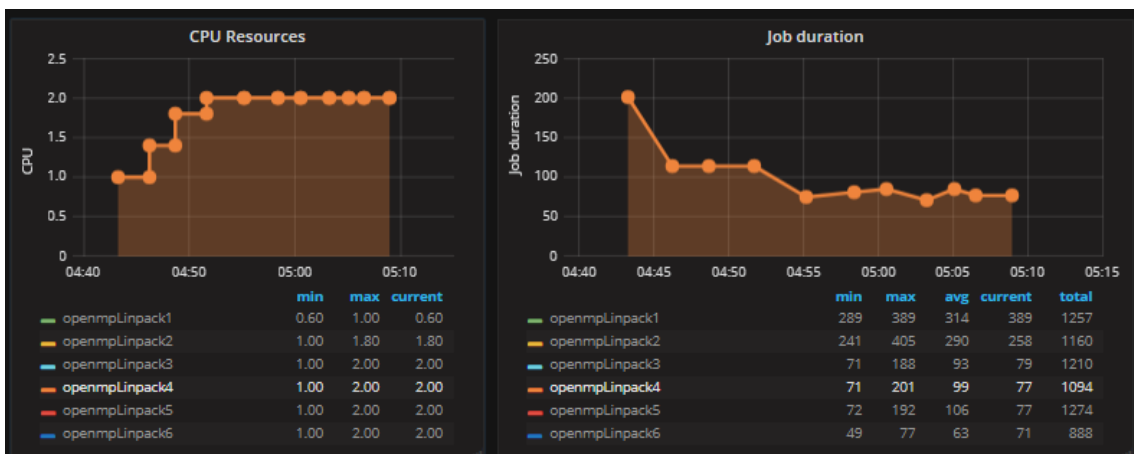 CPU Resources
2.5
2.0
1.5
1.0
0.5
0
CPU
04:40 04:50 05:00 05:10
min max current
openmpLinpack1 0.60 1.00 0.60
openmpLinpack2 1.00 1.80 1.80
openmpLinpack3 1.00 2.00 2.00
openmpLinpack4 1.00 2.00 2.00
openmpLinpack5 1.00 2.00 2.00
openmpLinpack6 1.00 2.00 2.00
Job duration
250
200
150
100
50
0
Job duration
04:40 04:45 04:50 04:55 05:00 05:05 05:10 05:15
min max avg current total
openmpLinpack1 289 389 314 389 1257
openmpLinpack2 241 405 290 258 1160
openmpLinpack3 71 188 93 79 1210
openmpLinpack4 71 201 99 77 1094
openmpLinpack5 72 192 106 77 1274
openmpLinpack6 49 77 63 71 888